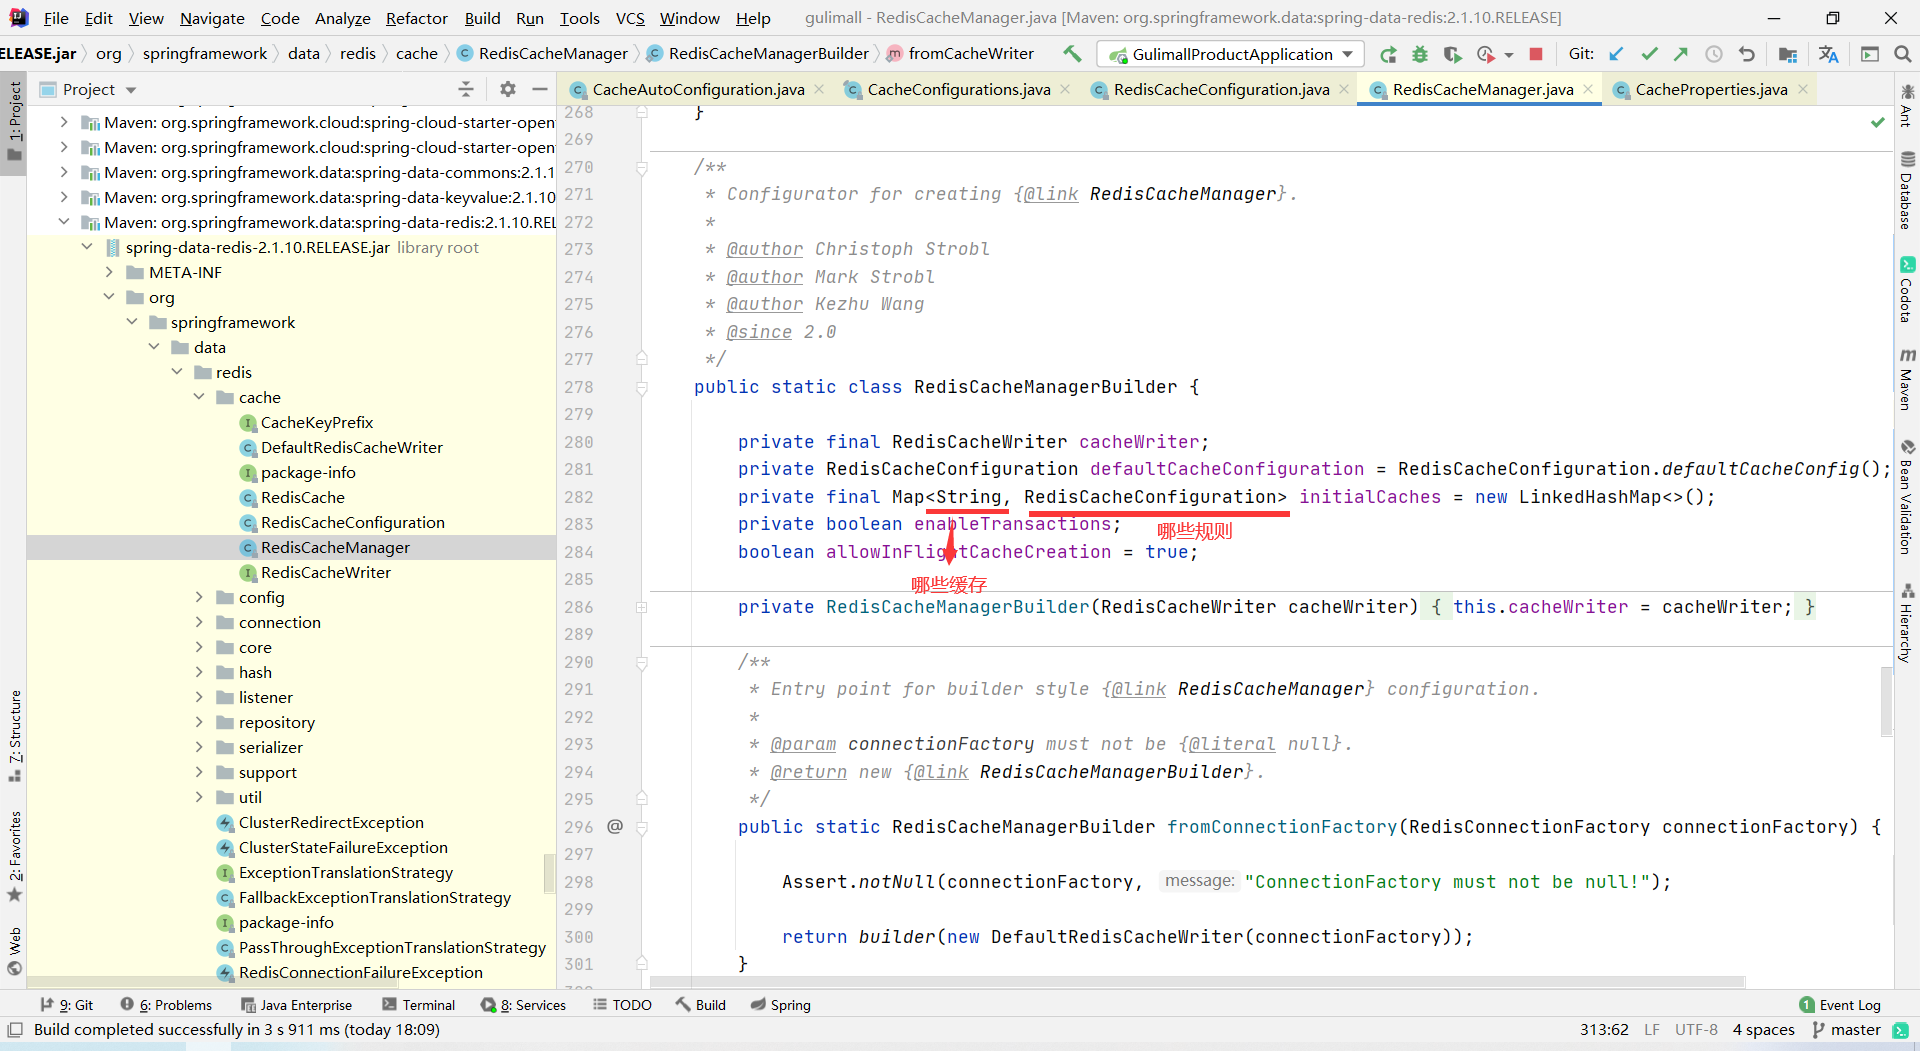 File Edit View Navigate Code Analyze Refactor Build Run Tools VCS Window Help gulimall - RedisCacheManager.java [Maven: org.springframework.data:spring-data-redis:2.1.10.RELEASE]
ELEASE.jar org springframework data redis cache RedisCacheManager RedisCacheManagerBuilder fromCacheWriter GulimallProductApplication Git:
Project CacheAutoConfiguration.java CacheConfigurations.java RedisCacheConfiguration.java RedisCacheManager.java CacheProperties.java
1: Project
7: Structure
2: Favorites
Web
Maven: org.springframework.cloud:spring-cloud-starter-open
Maven: org.springframework.cloud:spring-cloud-starter-open
Maven: org.springframework.data:spring-data-commons:2.1.1
Maven: org.springframework.data:spring-data-keyvalue:2.1.10
Maven: org.springframework.data:spring-data-redis:2.1.10.REL
spring-data-redis-2.1.10.RELEASE.jar library root
META-INF
org
springframework
data
redis
cache
CacheKeyPrefix
DefaultRedisCacheWriter
package-info
RedisCache
RedisCacheConfiguration
RedisCacheManager
RedisCacheWriter
config
connection
core
hash
listener
repository
serializer
support
util
ClusterRedirectException
ClusterStateFailureException
ExceptionTranslationStrategy
FallbackExceptionTranslationStrategy
package-info
PassThroughExceptionTranslationStrategy
RedisConnectionFailureException
268 }
269
270 /**
271 * Configurator for creating {@link RedisCacheManager}.
272 *
273 * @author Christoph Strobl
274 * @author Mark Strobl
275 * @author Kezhu Wang
276 * @since 2.0
277 */
278 public static class RedisCacheManagerBuilder {
279
280 private final RedisCacheWriter cacheWriter;
281 private RedisCacheConfiguration defaultCacheConfiguration = RedisCacheConfiguration.defaultCacheConfig();
282 private final Map<String, RedisCacheConfiguration> initialCaches = new LinkedHashMap<>();
283 private boolean enableTransactions;
哪些规则
284 boolean allowInFlightCacheCreation = true;
285
哪些缓存
286 private RedisCacheManagerBuilder(RedisCacheWriter cacheWriter) { this.cacheWriter = cacheWriter; }
289
290 /**
291 * Entry point for builder style {@link RedisCacheManager} configuration.
292 *
293 * @param connectionFactory must not be {@literal null}.
294 * @return new {@link RedisCacheManagerBuilder}.
295 */
296 @ public static RedisCacheManagerBuilder fromConnectionFactory(RedisConnectionFactory connectionFactory) {
297
298 Assert.notNull(connectionFactory, message: "ConnectionFactory must not be null!");
299
300 return builder(new DefaultRedisCacheWriter(connectionFactory));
301 }
Ant
Database
Codota
Maven
Bean Validation
Hierarchy
9: Git 6: Problems Java Enterprise Terminal 8: Services TODO Build Spring 1 Event Log
Build completed successfully in 3 s 911 ms (today 18:09) 313:62 LF UTF-8 4 spaces master